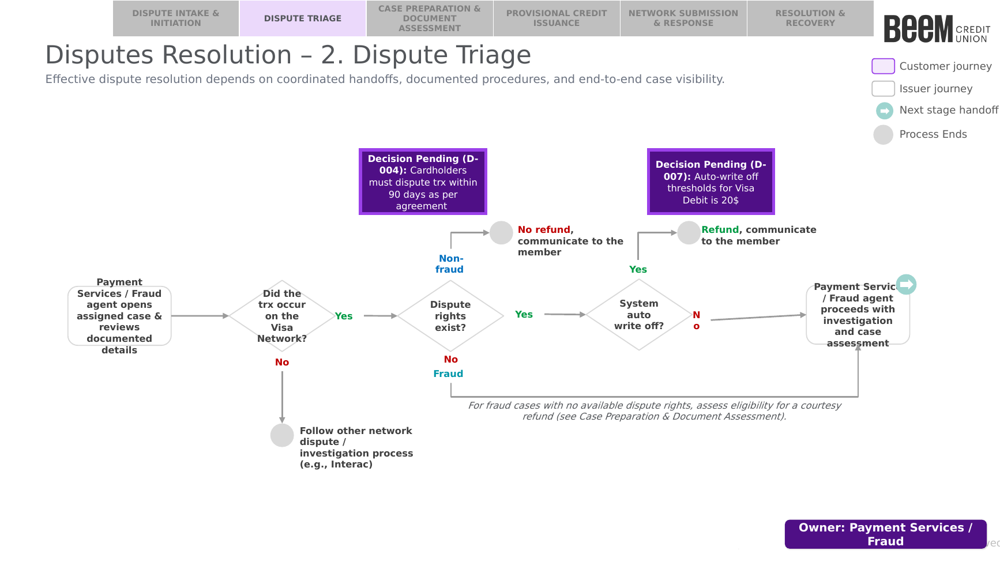 DISPUTE INTAKE &
INITIATION
DISPUTE TRIAGE
CASE PREPARATION &
DOCUMENT
ASSESSMENT
PROVISIONAL CREDIT
ISSUANCE
NETWORK SUBMISSION
& RESPONSE
RESOLUTION &
RECOVERY
BEEM CREDIT
UNION
Disputes Resolution – 2. Dispute Triage
Effective dispute resolution depends on coordinated handoffs, documented procedures, and end-to-end case visibility.
Customer journey
Issuer journey
Next stage handoff
Process Ends
Decision Pending (D-
004): Cardholders
must dispute trx within
90 days as per
agreement
Decision Pending (D-
007): Auto-write off
thresholds for Visa
Debit is 20$
No refund,
communicate to the
member
Refund, communicate
to the member
Non-
fraud
Yes
Payment
Services / Fraud
agent opens
assigned case &
reviews
documented
details
Did the
trx occur
on the
Visa
Network?
Yes
Dispute
rights
exist?
Yes
System
auto
write off?
N
o
Payment Servic
/ Fraud agent
proceeds with
investigation
and case
assessment
No
No
Fraud
For fraud cases with no available dispute rights, assess eligibility for a courtesy
refund (see Case Preparation & Document Assessment).
Follow other network
dispute /
investigation process
(e.g., Interac)
Owner: Payment Services /
Fraud